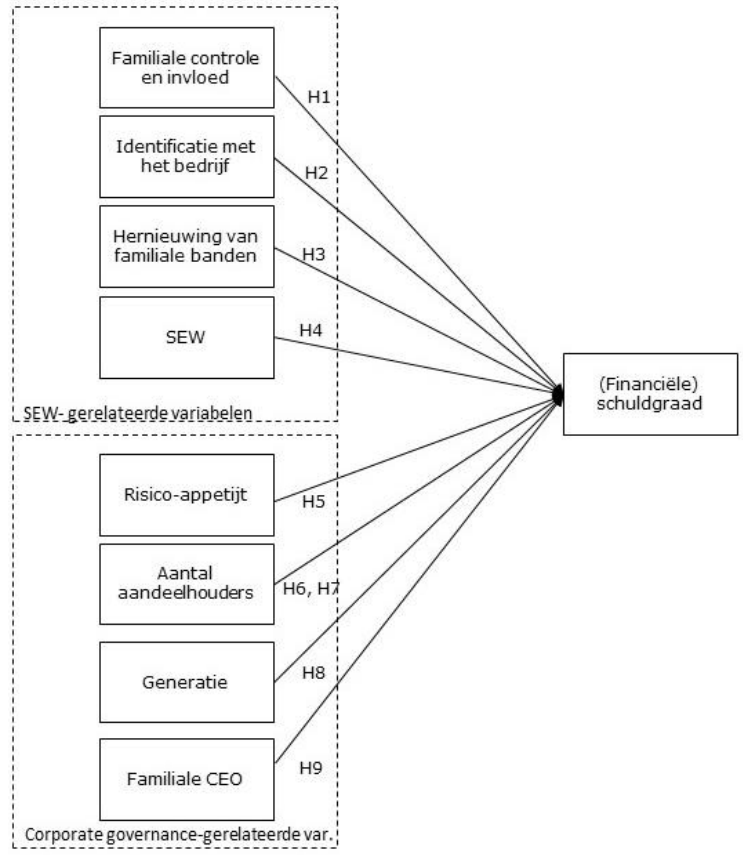 Familiale controle
en invloed
H1
Identificatie met
het bedrijf
H2
Hernieuwing van
familiale banden
H3
SEW
H4
SEW- gerelateerde variabelen
(Financiële)
schuldgraad
Risico-appetijt
H5
Aantal
aandeelhouders
H6, H7
Generatie
H8
Familiale CEO
H9
Corporate governance-gerelateerde var.